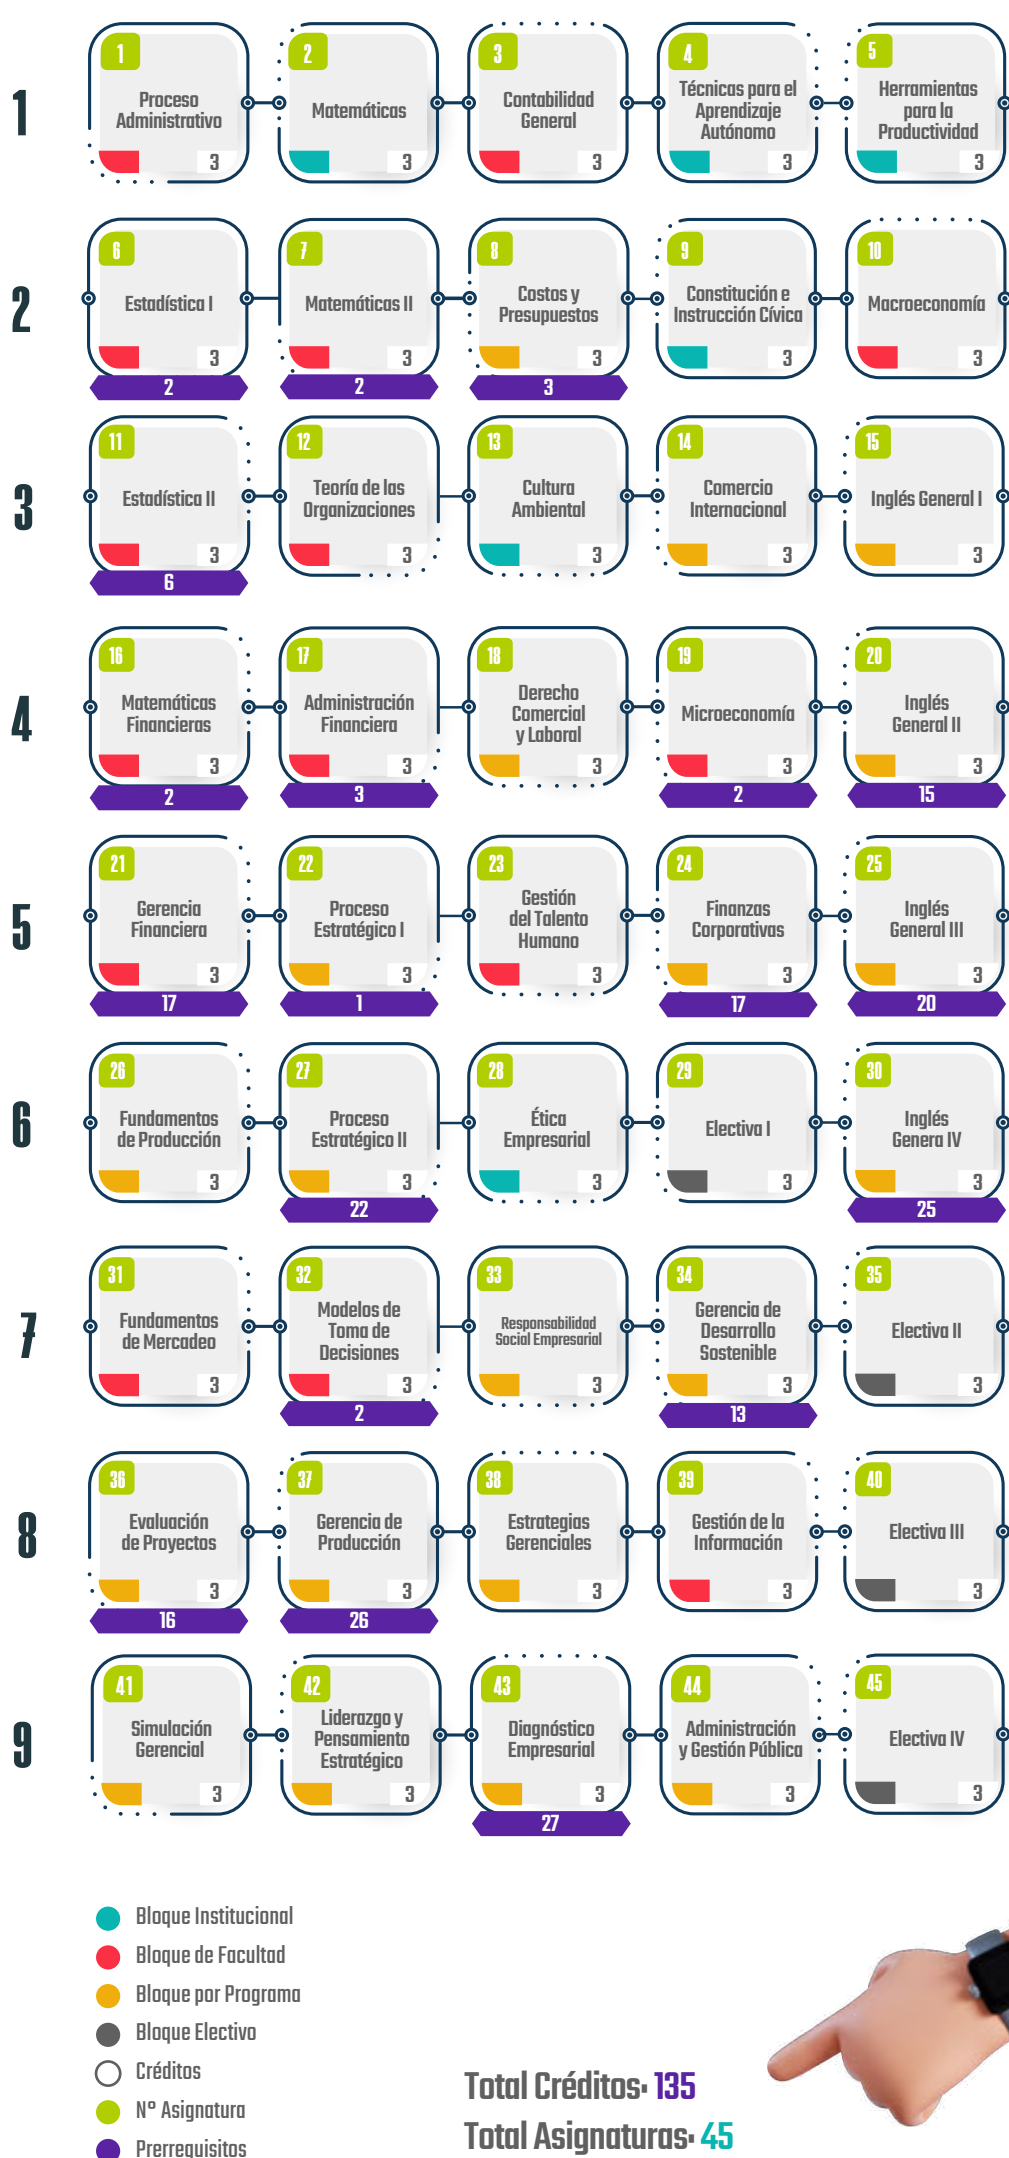 1
1
Proceso
Administrativo
3
2
Matemáticas
3
3
Contabilidad
General
3
4
Técnicas para el
Aprendizaje
Autónomo
3
5
Herramientas
para la
Productividad
3
2
6
Estadística I
3
2
7
Matemáticas II
3
2
8
Costos y
Presupuestos
3
3
9
Constitución e
Instrucción Cívica
3
10
Macroeconomía
3
3
11
Estadística II
3
6
12
Teoría de las
Organizaciones
3
13
Cultura
Ambiental
3
14
Comercio
Internacional
3
15
Inglés General I
3
4
16
Matemáticas
Financieras
3
2
17
Administración
Financiera
3
3
18
Derecho
Comercial
y Laboral
3
19
Microeconomía
3
2
20
Inglés
General II
3
15
5
21
Gerencia
Financiera
3
17
22
Proceso
Estratégico I
3
1
23
Gestión
del Talento
Humano
3
24
Finanzas
Corporativas
3
17
25
Inglés
General III
3
20
6
26
Fundamentos
de Producción
3
27
Proceso
Estratégico II
3
22
28
Ética
Empresarial
3
29
Electiva I
3
30
Inglés
Genera IV
3
25
7
31
Fundamentos
de Mercadeo
3
32
Modelos de
Toma de
Decisiones
3
2
33
Responsabilidad
Social Empresarial
3
34
Gerencia de
Desarrollo
Sostenible
3
13
35
Electiva II
3
8
36
Evaluación
de Proyectos
3
16
37
Gerencia de
Producción
3
26
38
Estrategias
Gerenciales
3
39
Gestión de la
Información
3
40
Electiva III
3
9
41
Simulación
Gerencial
3
42
Liderazgo y
Pensamiento
Estratégico
3
43
Diagnóstico
Empresarial
3
27
44
Administración
y Gestión Pública
3
45
Electiva IV
3
Bloque Institucional
Bloque de Facultad
Bloque por Programa
Bloque Electivo
Créditos
N° Asignatura
Prerrequisitos
Total Créditos: 135
Total Asignaturas: 45